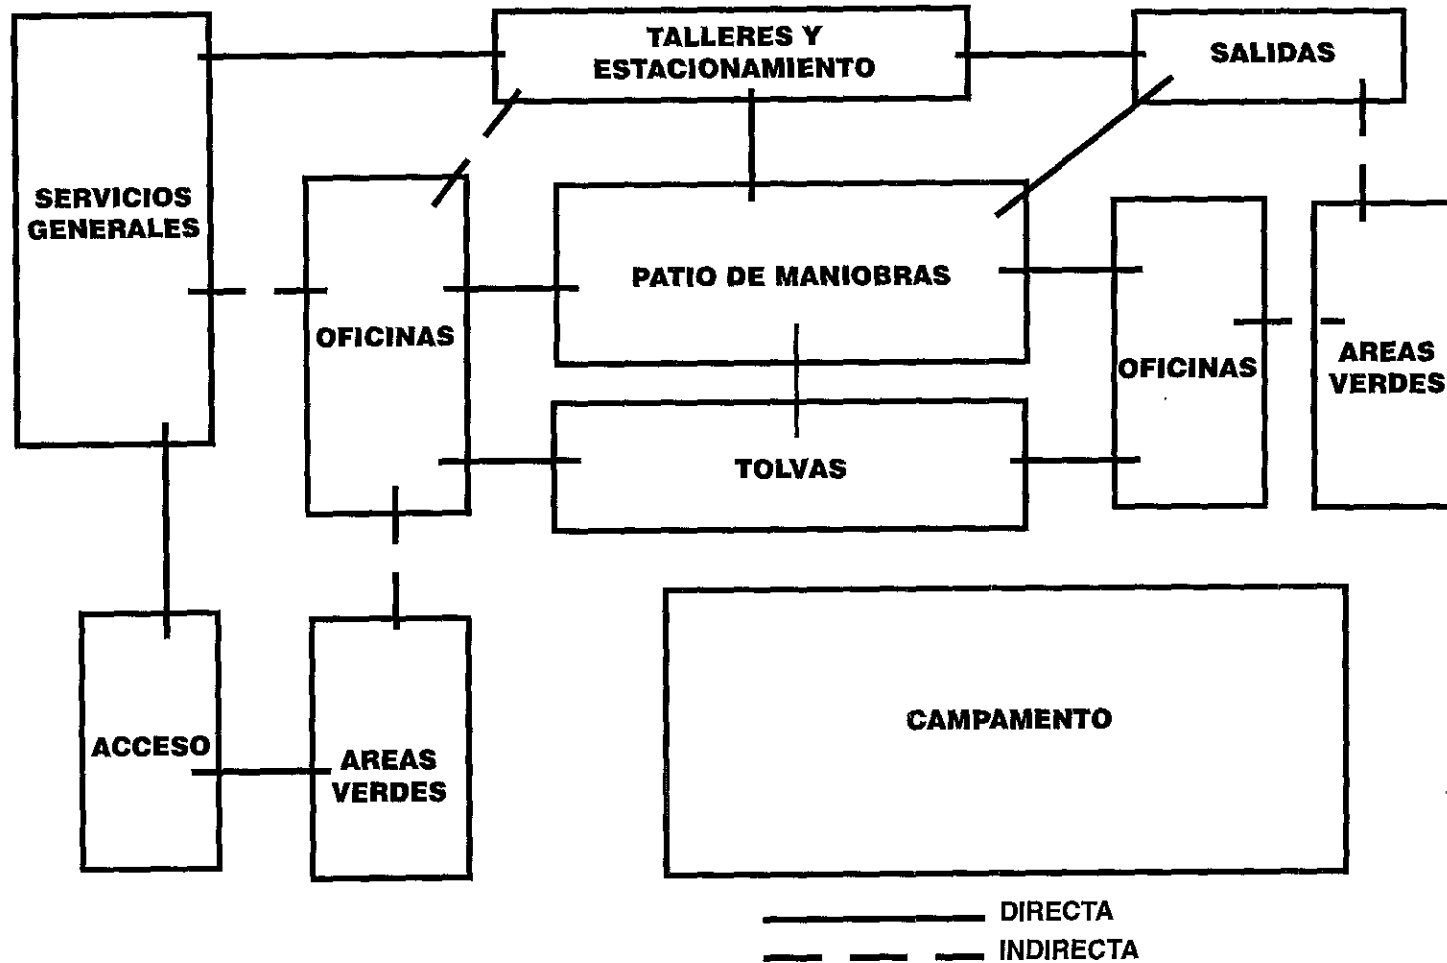 TALLERES Y
ESTACIONAMIENTO
SALIDAS
SERVICIOS
GENERALES
PATIO DE MANIOBRAS
OFICINAS
OFICINAS
AREAS
VERDES
TOLVAS
ACCESO
AREAS
VERDES
CAMPAMENTO
DIRECTA
INDIRECTA